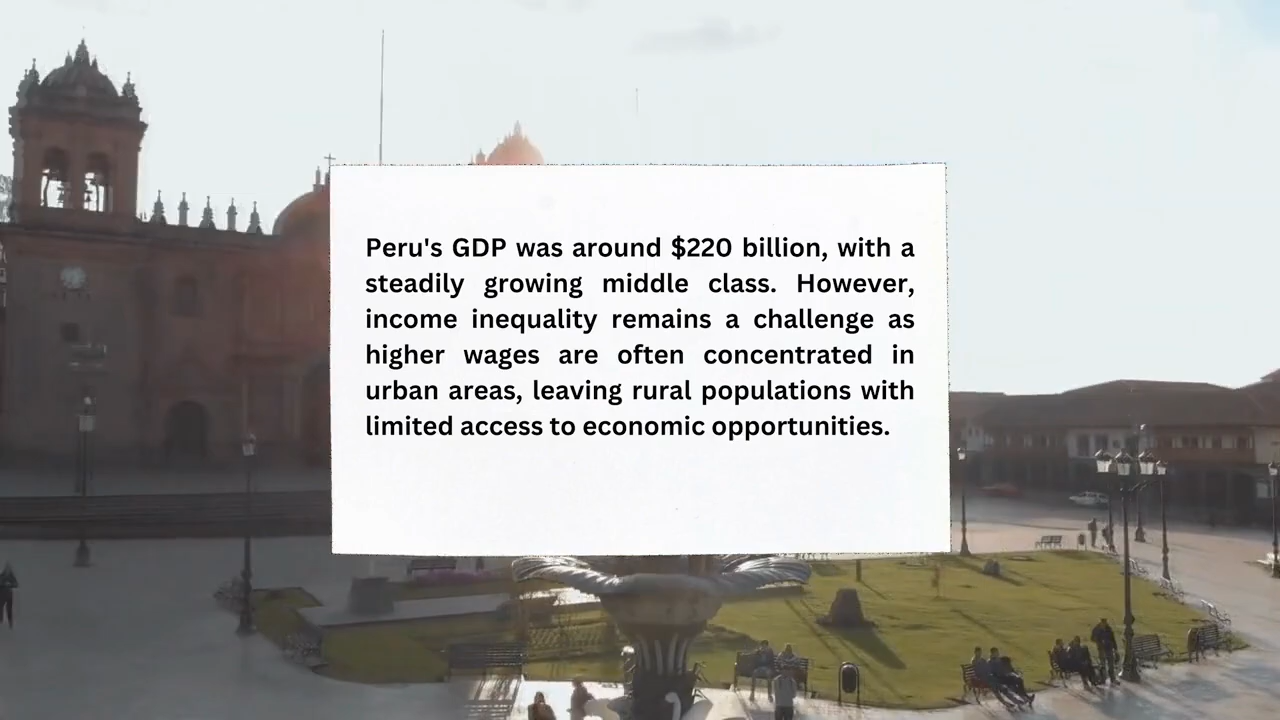 Peru's GDP was around $220 billion, with a
steadily growing middle class. However,
income inequality remains a challenge as
higher wages are often concentrated in
urban areas, leaving rural populations with
limited access to economic opportunities.